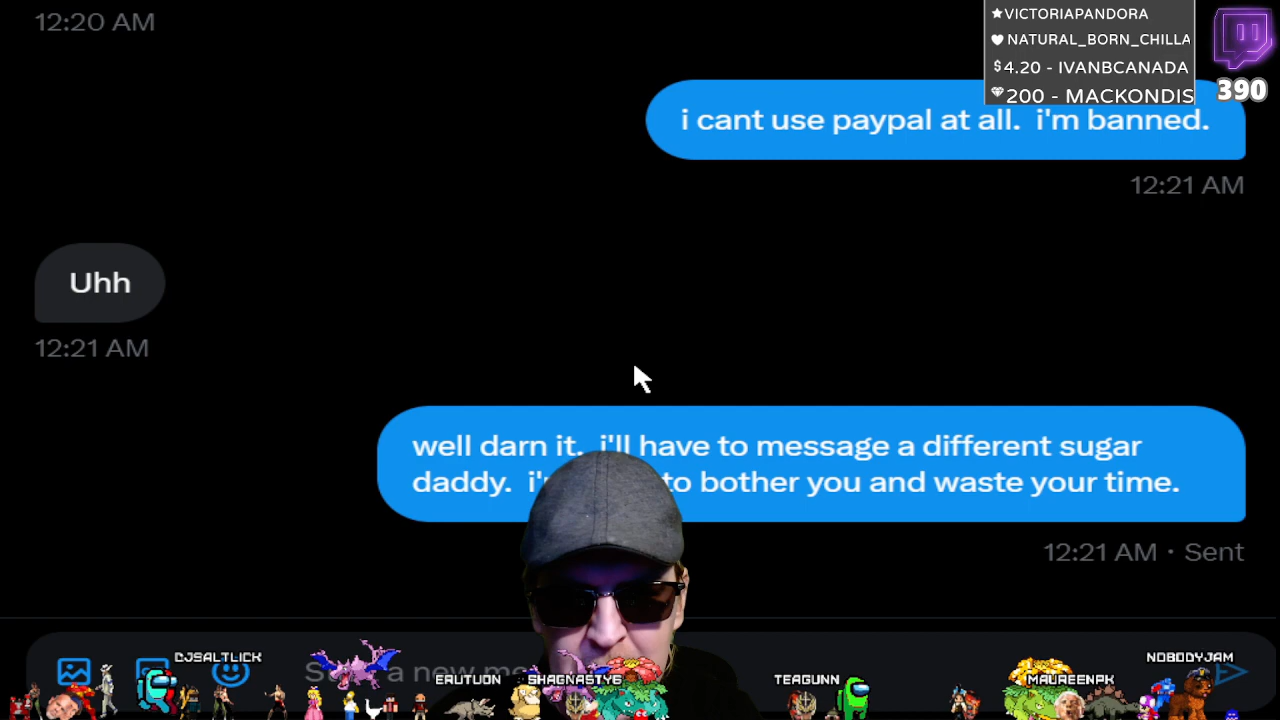 12:20 AM
★VICTORIAPANDORA
NATURAL_BORN_CHILLA
$4.20 - IVANBCANADA
200 - MACKONDIS
390
i cant use paypal at all.  i'm banned.
12:21 AM
Uhh
12:21 AM
well darn it.  i'll have to message a different sugar
daddy. to bother you and waste your time.
12:21 AM · Sent
a new
DJSALTLICK
EAUTUON
SHAGNASTY6
TEAGUNN
MAUREENPK
NOBODYJAM